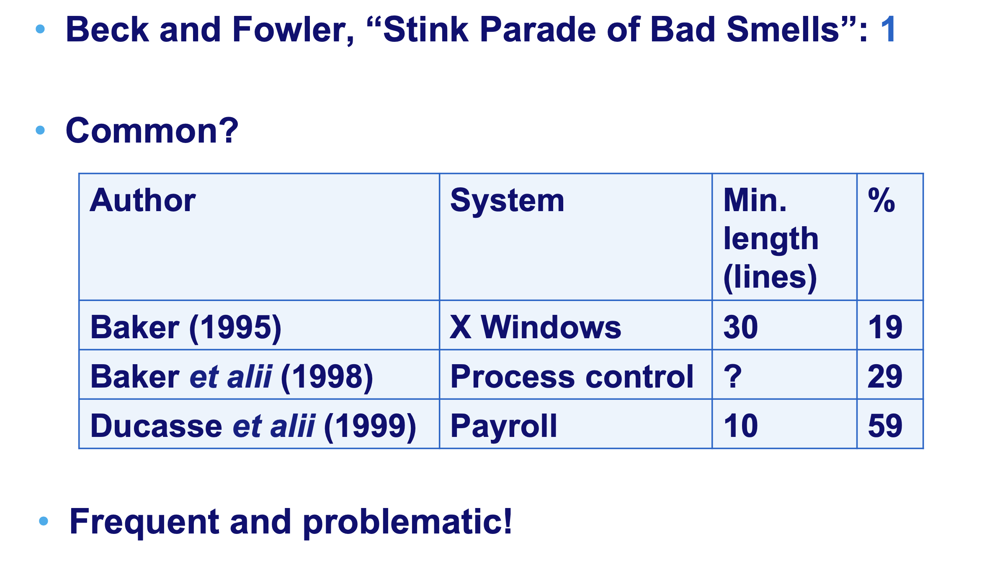 • Beck and Fowler, “Stink Parade of Bad Smells”: 1
• Common?
Author System Min. length (lines) %
Baker (1995) X Windows 30 19
Baker et alii (1998) Process control ? 29
Ducasse et alii (1999) Payroll 10 59
• Frequent and problematic!